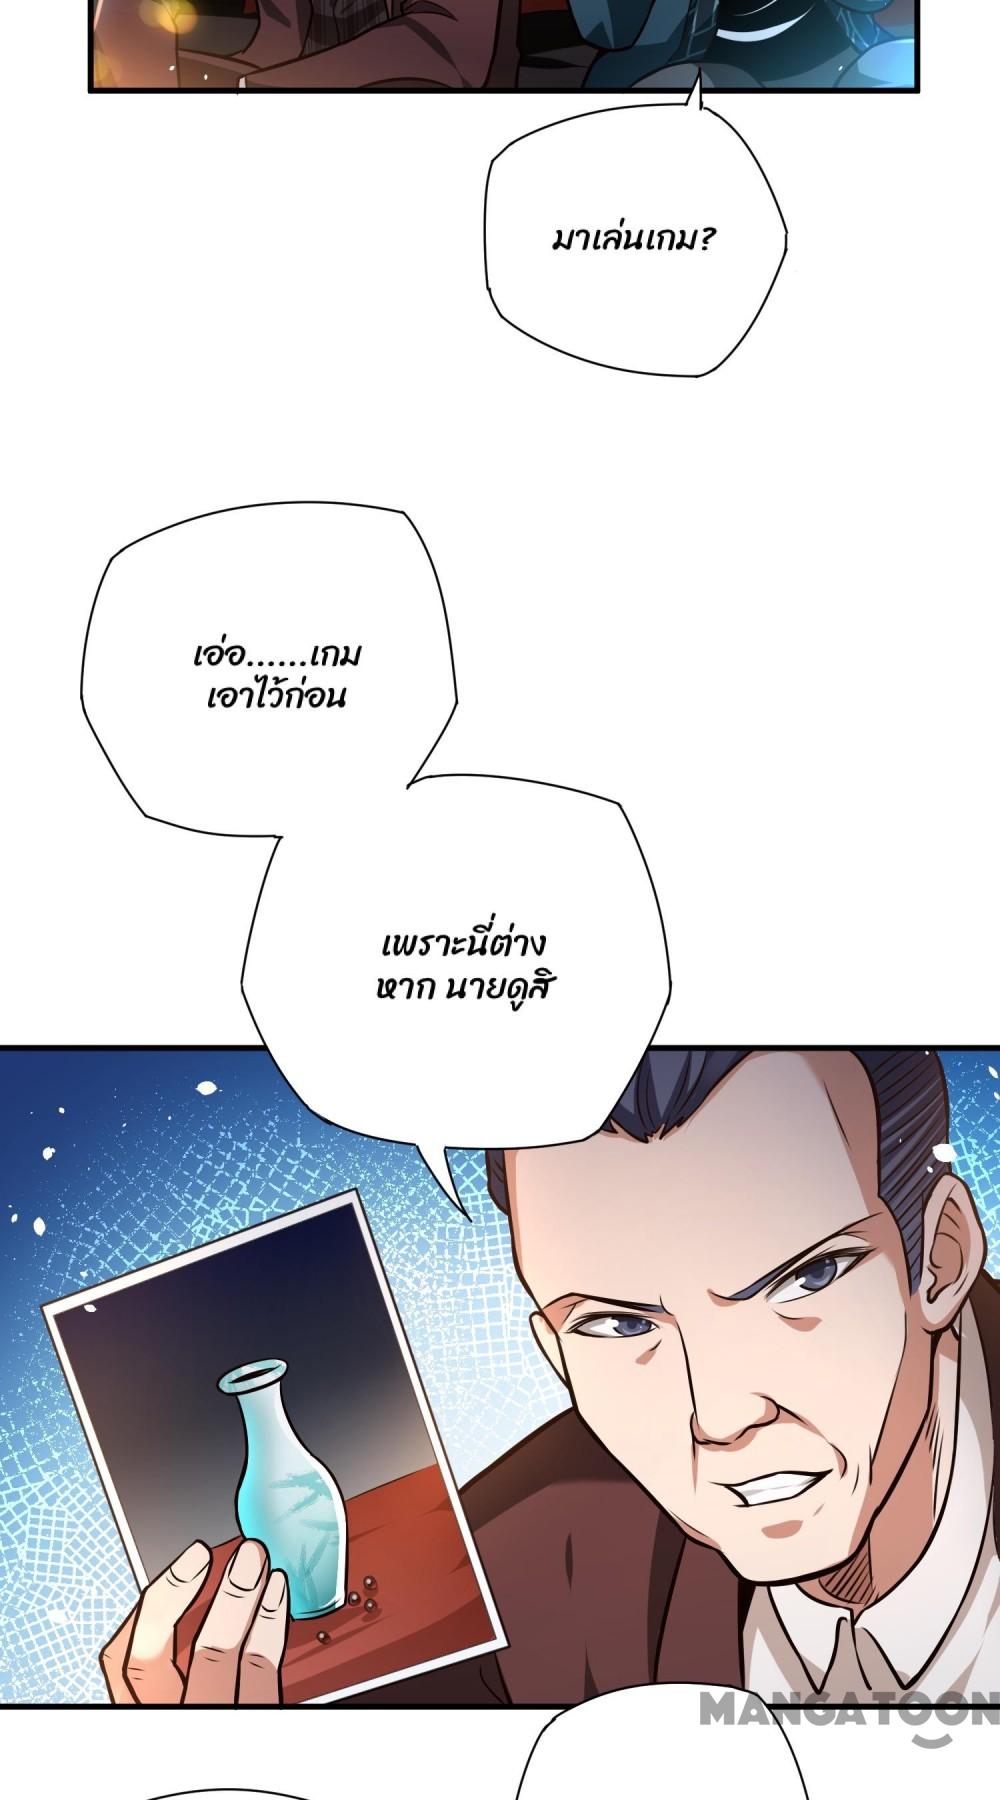 มาเล่นเกม?
เอ่อ......เกม
เอาไว้ก่อน
เพราะนี่ต่าง
หาก นายดูสิ
MANGATOON